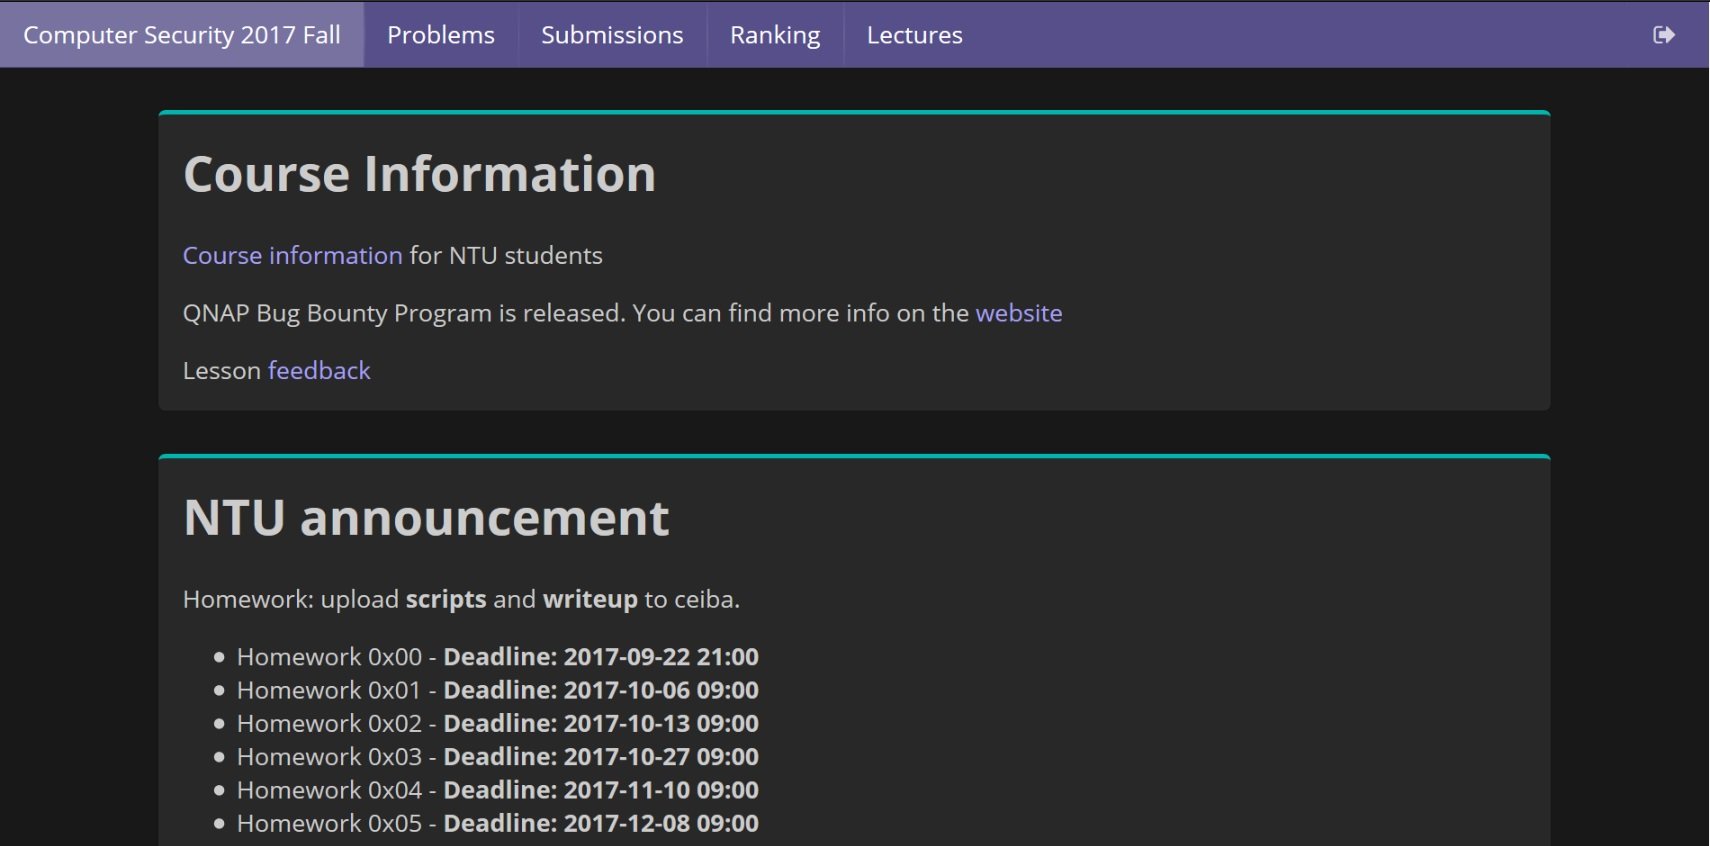 Computer Security 2017 Fall Problems Submissions Ranking Lectures
Course Information
Course information for NTU students
QNAP Bug Bounty Program is released. You can find more info on the website
Lesson feedback
NTU announcement
Homework: upload scripts and writeup to ceiba.
Homework 0x00 - Deadline: 2017-09-22 21:00
Homework 0x01 - Deadline: 2017-10-06 09:00
Homework 0x02 - Deadline: 2017-10-13 09:00
Homework 0x03 - Deadline: 2017-10-27 09:00
Homework 0x04 - Deadline: 2017-11-10 09:00
Homework 0x05 - Deadline: 2017-12-08 09:00